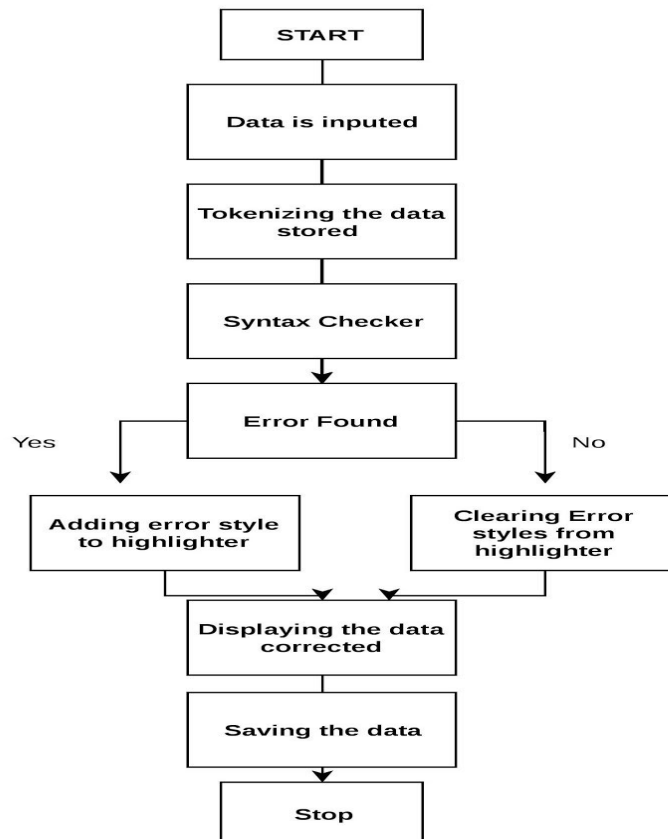 START
Data is inputed
Tokenizing the data
stored
Syntax Checker
Error Found
Yes
No
Adding error style
to highlighter
Clearing Error
styles from
highlighter
Displaying the data
corrected
Saving the data
Stop